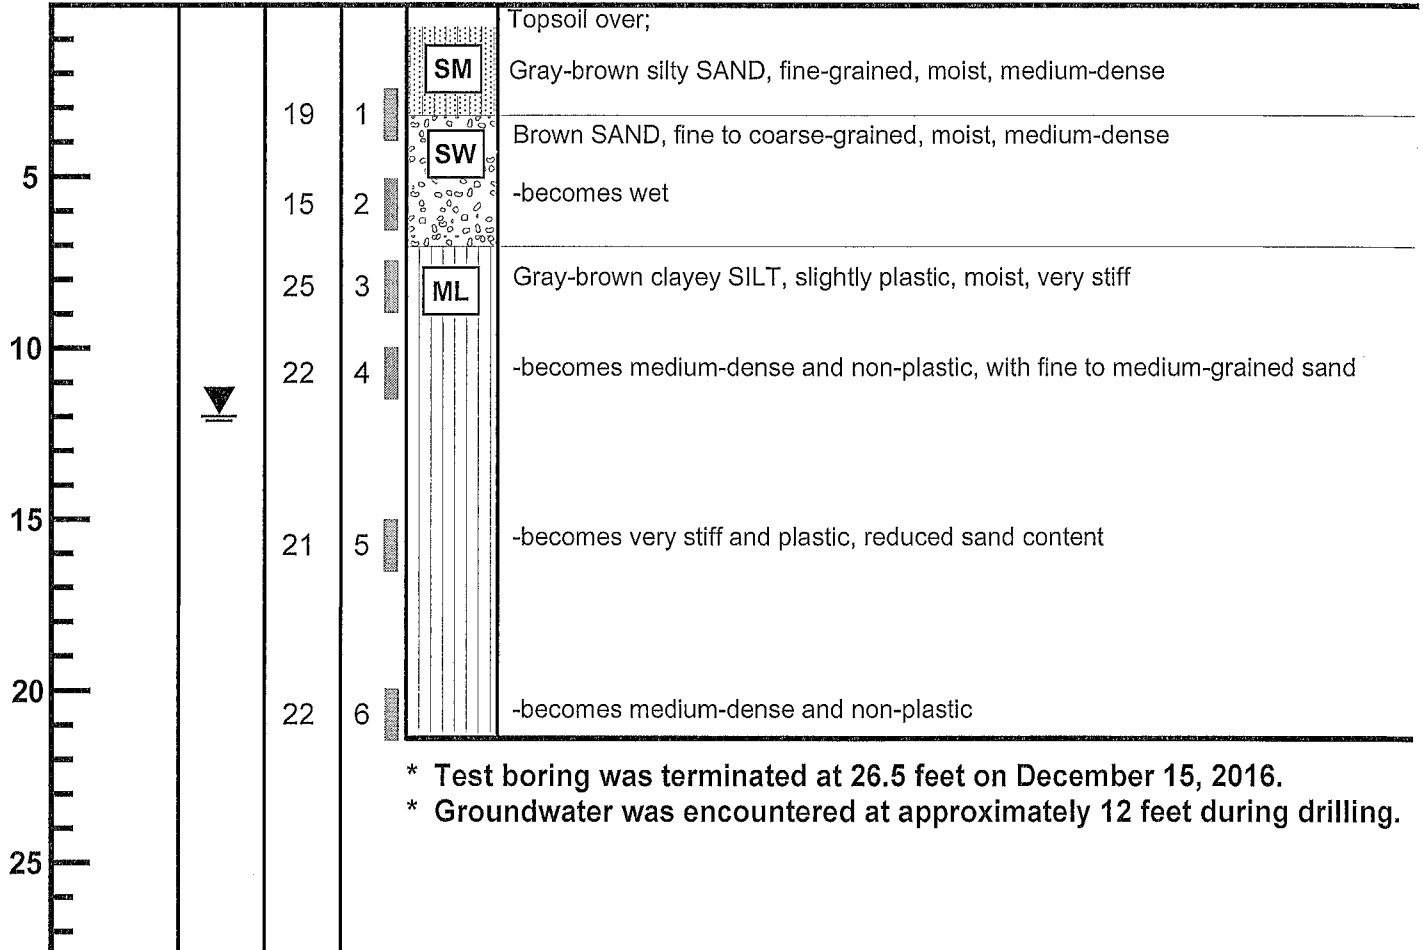 Topsoil over;
SM
Gray-brown silty SAND, fine-grained, moist, medium-dense
19 1
Brown SAND, fine to coarse-grained, moist, medium-dense
SW
5
15 2 -becomes wet
25 3 ML Gray-brown clayey SILT, slightly plastic, moist, very stiff
10
22 4 -becomes medium-dense and non-plastic, with fine to medium-grained sand
15
21 5 -becomes very stiff and plastic, reduced sand content
20
22 6 -becomes medium-dense and non-plastic
* Test boring was terminated at 26.5 feet on December 15, 2016.
* Groundwater was encountered at approximately 12 feet during drilling.
25